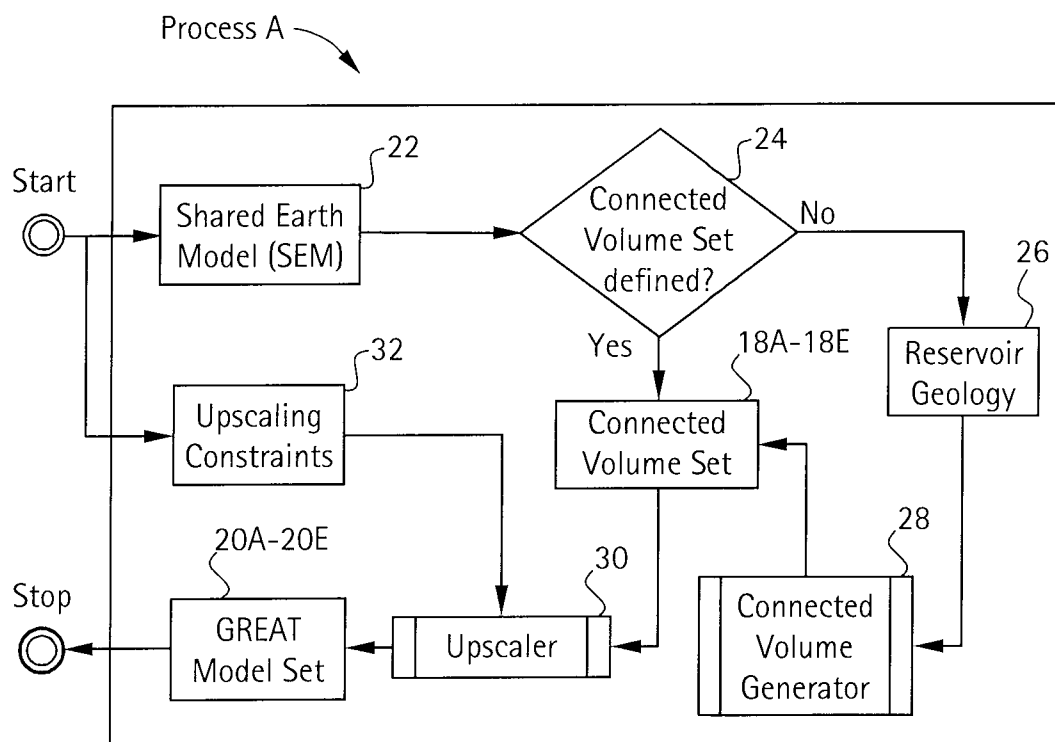 Process A
22
24
Start
Shared Earth
Model (SEM)
Connected
Volume Set
defined?
No
26
Yes
18A-18E
Reservoir
Geology
32
Upscaling
Constraints
Connected
Volume Set
20A-20E
30
28
Stop
GREAT
Model Set
Upscaler
Connected
Volume
Generator